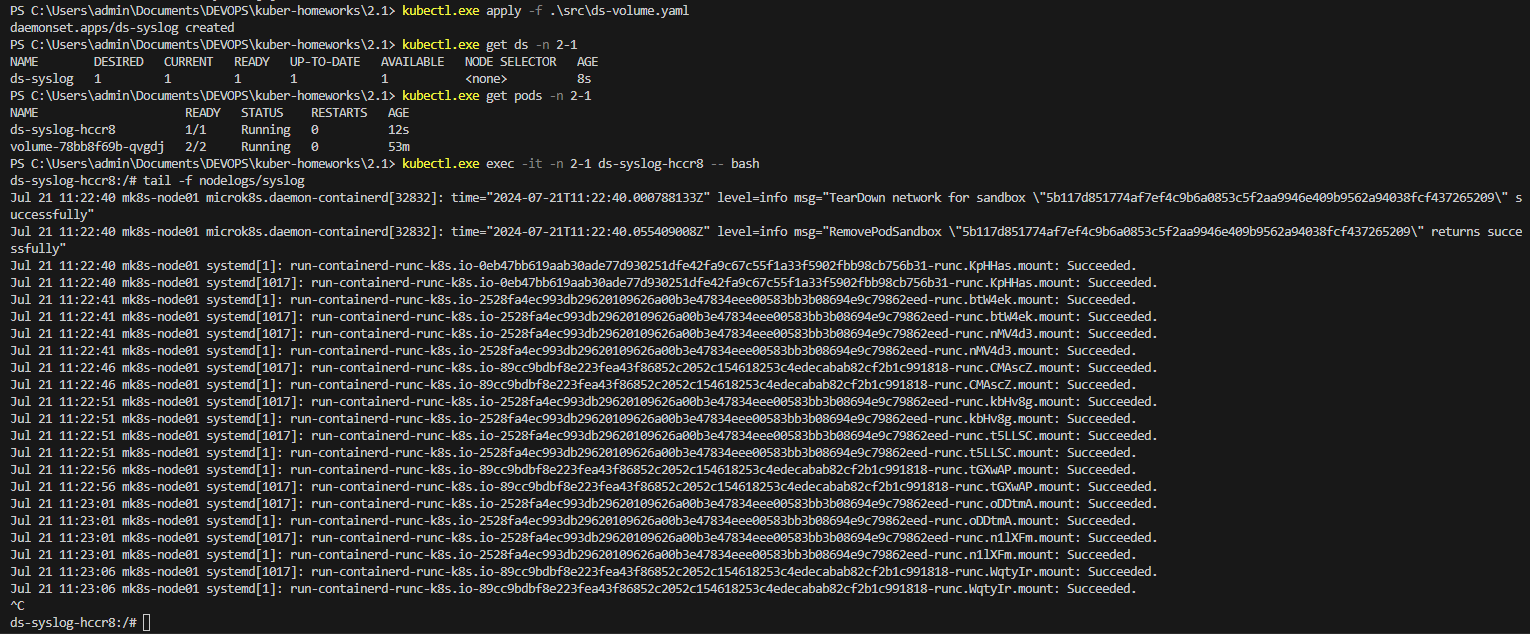 PS C:\Users\admin\Documents\DEVOPS\kuber-homeworks\2.1> kubectl.exe apply -f .\src\ds-volume.yaml
daemonset.apps/ds-syslog created
PS C:\Users\admin\Documents\DEVOPS\kuber-homeworks\2.1> kubectl.exe get ds -n 2-1
NAME        DESIRED   CURRENT   READY   UP-TO-DATE   AVAILABLE   NODE SELECTOR   AGE
ds-syslog   1         1         1       1            1           <none>          8s
PS C:\Users\admin\Documents\DEVOPS\kuber-homeworks\2.1> kubectl.exe get pods -n 2-1
NAME                      READY   STATUS    RESTARTS   AGE
ds-syslog-hccr8           1/1     Running   0          12s
volume-78bb8f69b-qvgdj    2/2     Running   0          53m
PS C:\Users\admin\Documents\DEVOPS\kuber-homeworks\2.1> kubectl.exe exec -it -n 2-1 ds-syslog-hccr8 -- bash
ds-syslog-hccr8:/# tail -f nodelogs/syslog
Jul 21 11:22:40 mk8s-node01 microk8s.daemon-containerd[32832]: time="2024-07-21T11:22:40.000788133Z" level=info msg="TearDown network for sandbox \"5b117d851774af7ef4c9b6a0853c5f2aa9946e409b9562a94038fcf437265209\" s
uccessfully"
Jul 21 11:22:40 mk8s-node01 microk8s.daemon-containerd[32832]: time="2024-07-21T11:22:40.055409008Z" level=info msg="RemovePodSandbox \"5b117d851774af7ef4c9b6a0853c5f2aa9946e409b9562a94038fcf437265209\" returns succe
ssfully"
Jul 21 11:22:40 mk8s-node01 systemd[1]: run-containerd-runc-k8s.io-0eb47bb619aab30ade77d930251dfe42fa9c67c55f1a33f5902fbb98cb756b31-runc.KpHHas.mount: Succeeded.
Jul 21 11:22:40 mk8s-node01 systemd[1017]: run-containerd-runc-k8s.io-0eb47bb619aab30ade77d930251dfe42fa9c67c55f1a33f5902fbb98cb756b31-runc.KpHHas.mount: Succeeded.
Jul 21 11:22:41 mk8s-node01 systemd[1]: run-containerd-runc-k8s.io-2528fa4ec993db29620109626a00b3e47834eee00583bb3b08694e9c79862eed-runc.btW4ek.mount: Succeeded.
Jul 21 11:22:41 mk8s-node01 systemd[1017]: run-containerd-runc-k8s.io-2528fa4ec993db29620109626a00b3e47834eee00583bb3b08694e9c79862eed-runc.btW4ek.mount: Succeeded.
Jul 21 11:22:41 mk8s-node01 systemd[1017]: run-containerd-runc-k8s.io-2528fa4ec993db29620109626a00b3e47834eee00583bb3b08694e9c79862eed-runc.nMV4d3.mount: Succeeded.
Jul 21 11:22:41 mk8s-node01 systemd[1]: run-containerd-runc-k8s.io-2528fa4ec993db29620109626a00b3e47834eee00583bb3b08694e9c79862eed-runc.nMV4d3.mount: Succeeded.
Jul 21 11:22:46 mk8s-node01 systemd[1017]: run-containerd-runc-k8s.io-89cc9bdbf8e223fea43f86852c2052c154618253c4edecabab82cf2b1c991818-runc.CMAscZ.mount: Succeeded.
Jul 21 11:22:46 mk8s-node01 systemd[1]: run-containerd-runc-k8s.io-89cc9bdbf8e223fea43f86852c2052c154618253c4edecabab82cf2b1c991818-runc.CMAscZ.mount: Succeeded.
Jul 21 11:22:51 mk8s-node01 systemd[1017]: run-containerd-runc-k8s.io-2528fa4ec993db29620109626a00b3e47834eee00583bb3b08694e9c79862eed-runc.kbHv8g.mount: Succeeded.
Jul 21 11:22:51 mk8s-node01 systemd[1]: run-containerd-runc-k8s.io-2528fa4ec993db29620109626a00b3e47834eee00583bb3b08694e9c79862eed-runc.kbHv8g.mount: Succeeded.
Jul 21 11:22:51 mk8s-node01 systemd[1017]: run-containerd-runc-k8s.io-2528fa4ec993db29620109626a00b3e47834eee00583bb3b08694e9c79862eed-runc.t5LLSC.mount: Succeeded.
Jul 21 11:22:51 mk8s-node01 systemd[1]: run-containerd-runc-k8s.io-2528fa4ec993db29620109626a00b3e47834eee00583bb3b08694e9c79862eed-runc.t5LLSC.mount: Succeeded.
Jul 21 11:22:56 mk8s-node01 systemd[1]: run-containerd-runc-k8s.io-89cc9bdbf8e223fea43f86852c2052c154618253c4edecabab82cf2b1c991818-runc.tGXwAP.mount: Succeeded.
Jul 21 11:22:56 mk8s-node01 systemd[1017]: run-containerd-runc-k8s.io-89cc9bdbf8e223fea43f86852c2052c154618253c4edecabab82cf2b1c991818-runc.tGXwAP.mount: Succeeded.
Jul 21 11:23:01 mk8s-node01 systemd[1017]: run-containerd-runc-k8s.io-2528fa4ec993db29620109626a00b3e47834eee00583bb3b08694e9c79862eed-runc.oDDtmA.mount: Succeeded.
Jul 21 11:23:01 mk8s-node01 systemd[1]: run-containerd-runc-k8s.io-2528fa4ec993db29620109626a00b3e47834eee00583bb3b08694e9c79862eed-runc.oDDtmA.mount: Succeeded.
Jul 21 11:23:01 mk8s-node01 systemd[1017]: run-containerd-runc-k8s.io-2528fa4ec993db29620109626a00b3e47834eee00583bb3b08694e9c79862eed-runc.n1lXFm.mount: Succeeded.
Jul 21 11:23:01 mk8s-node01 systemd[1]: run-containerd-runc-k8s.io-2528fa4ec993db29620109626a00b3e47834eee00583bb3b08694e9c79862eed-runc.n1lXFm.mount: Succeeded.
Jul 21 11:23:06 mk8s-node01 systemd[1017]: run-containerd-runc-k8s.io-89cc9bdbf8e223fea43f86852c2052c154618253c4edecabab82cf2b1c991818-runc.WqtyIr.mount: Succeeded.
Jul 21 11:23:06 mk8s-node01 systemd[1]: run-containerd-runc-k8s.io-89cc9bdbf8e223fea43f86852c2052c154618253c4edecabab82cf2b1c991818-runc.WqtyIr.mount: Succeeded.
^C
ds-syslog-hccr8:/#